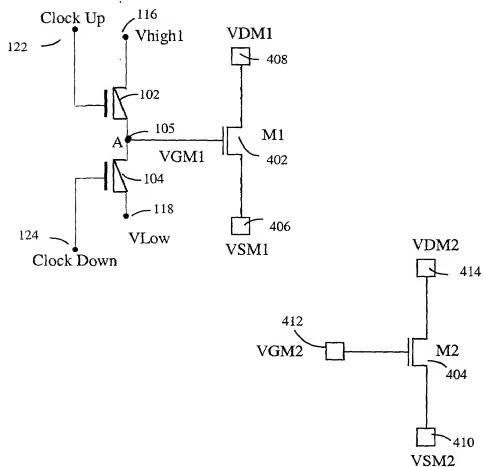 Clock Up
116
122
Vhigh1
VDM1
408
102
A
105
M1
VGM1
402
104
118
406
124
VLow
VSM1
Clock Down
VDM2
414
412
M2
VGM2
404
410
VSM2